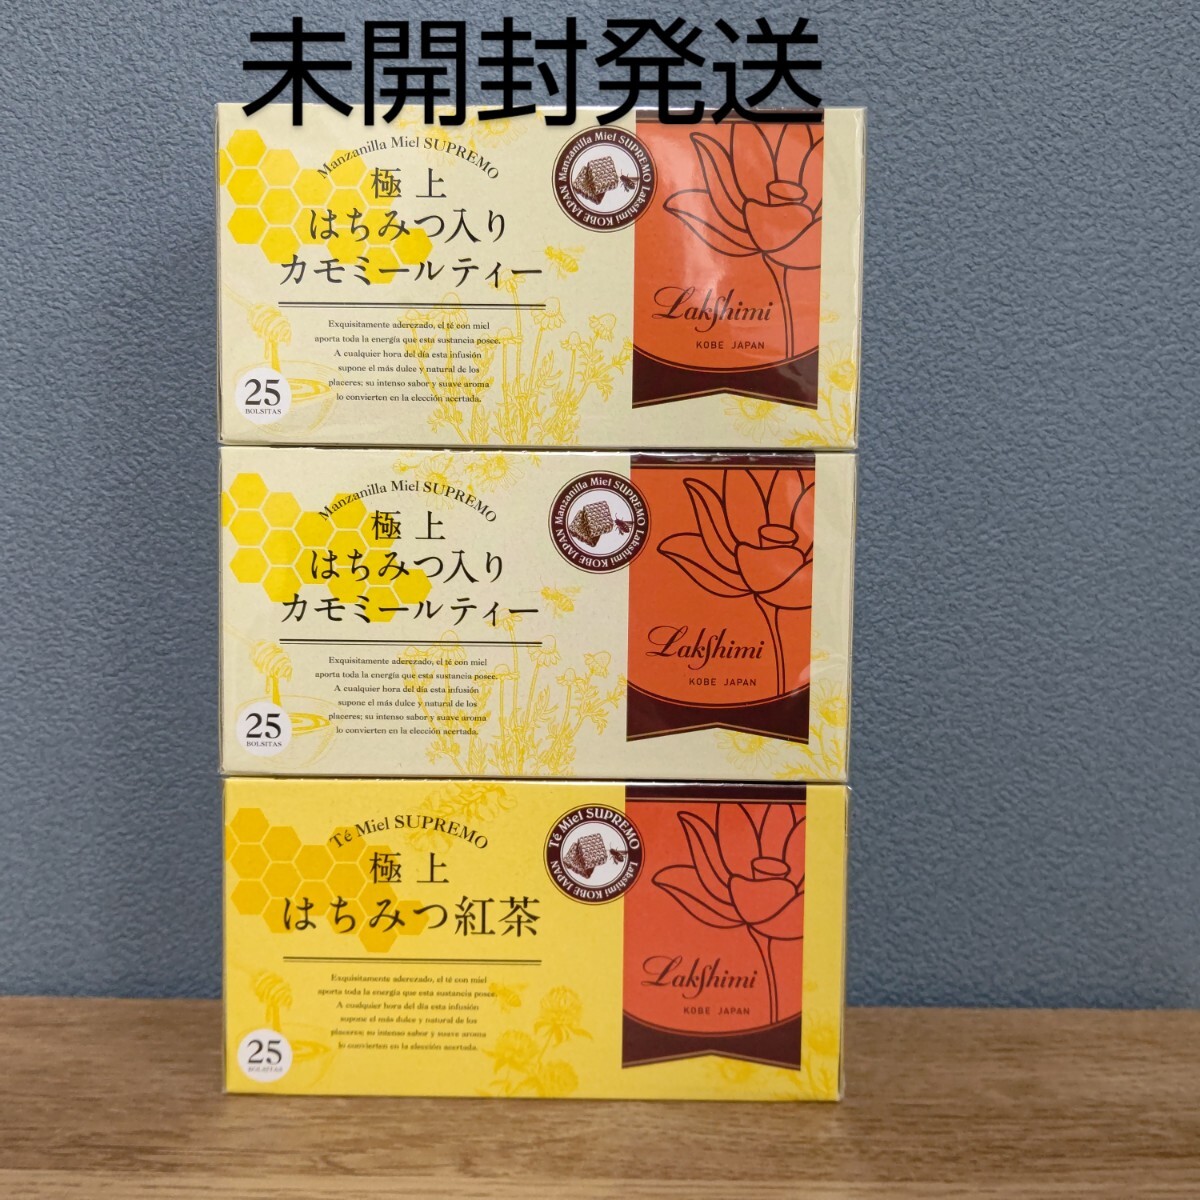 未開封発送
Manzanilla Miel SUPREMO
極上
はちみつ入り
カモミールティー
Exquisitamente aderezado, el té con miel
aporta toda la energía que esta sustancia posee.
A cualquier hora del día esta infusión
supone el más dulce y natural de los
placeres; su intenso sabor y suave aroma
lo convierten en la elección acertada.
25
BOLSITAS
Manzanilla Miel SUPREMO Lakshimi KOBE JAPAN
Lakshimi
KOBE JAPAN
Manzanilla Miel SUPREMO
極上
はちみつ入り
カモミールティー
Exquisitamente aderezado, el té con miel
aporta toda la energía que esta sustancia posee.
A cualquier hora del día esta infusión
supone el más dulce y natural de los
placeres; su intenso sabor y suave aroma
lo convierten en la elección acertada.
25
BOLSITAS
Manzanilla Miel SUPREMO Lakshimi KOBE JAPAN
Lakshimi
KOBE JAPAN
Té Miel SUPREMO
極上
はちみつ紅茶
Exquisitamente aderezado, el té con miel
aporta toda la energía que esta sustancia posee.
A cualquier hora del día esta infusión
supone el más dulce y natural de los
placeres; su intenso sabor y suave aroma
lo convierten en la elección acertada.
25
BOLSITAS
Té Miel SUPREMO Lakshimi KOBE JAPAN
Lakshimi
KOBE JAPAN